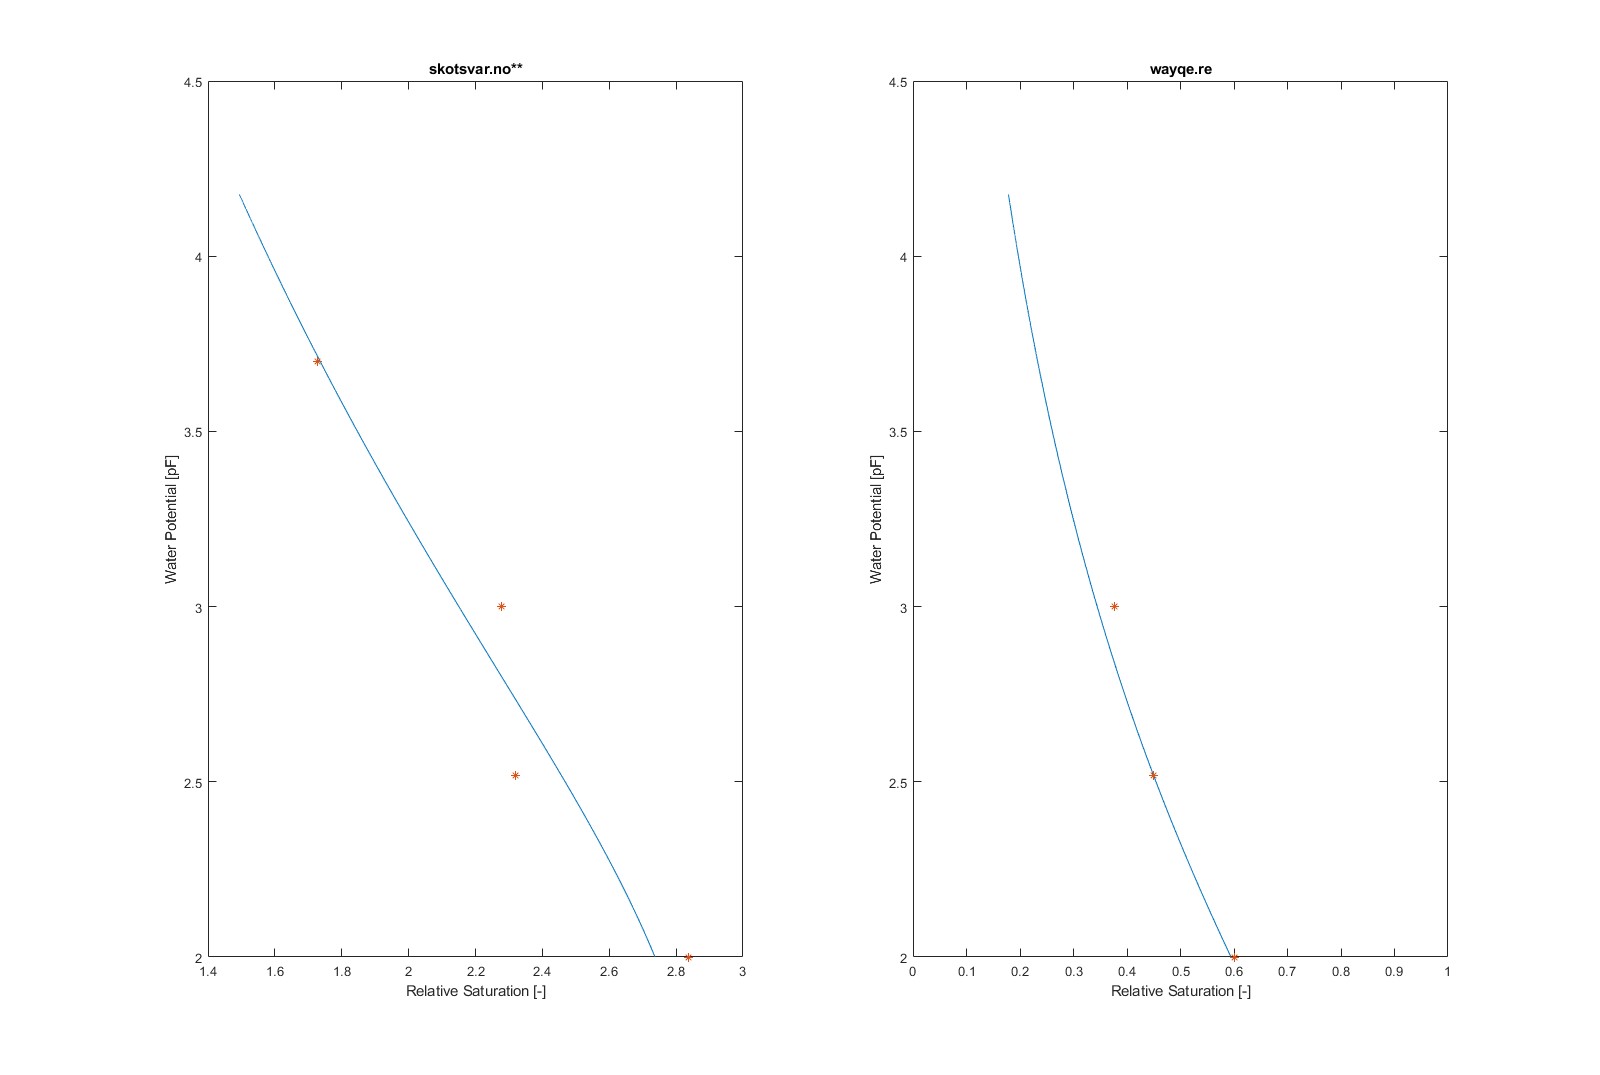 skotsvar.no**
4.5
4
3.5
3
2.5
2
Water Potential [pF]
1.4 1.6 1.8 2 2.2 2.4 2.6 2.8 3
Relative Saturation [-]
wayqe.re
4.5
4
3.5
3
2.5
2
Water Potential [pF]
0 0.1 0.2 0.3 0.4 0.5 0.6 0.7 0.8 0.9 1
Relative Saturation [-]